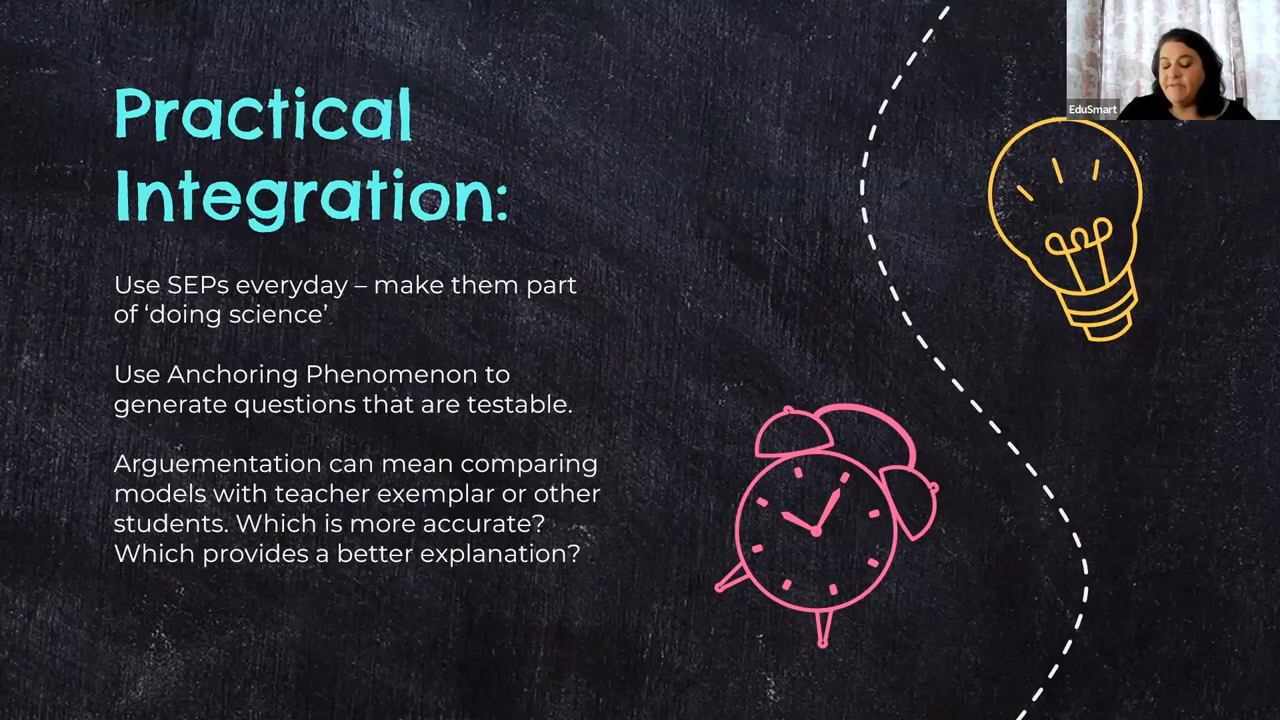 Practical
Integration:
Use SEPs everyday – make them part
of ‘doing science’
Use Anchoring Phenomenon to
generate questions that are testable.
Arguementation can mean comparing
models with teacher exemplar or other
students. Which is more accurate?
Which provides a better explanation?
EduSmart